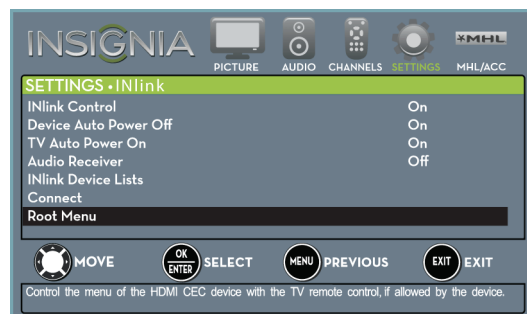 INSIGNIA
PICTURE AUDIO CHANNELS SETTINGS MHL/ACC
MHL
SETTINGS • INlink
INlink Control On
Device Auto Power Off On
TV Auto Power On On
Audio Receiver Off
INlink Device Lists
Connect
Root Menu
MOVE OK ENTER SELECT MENU PREVIOUS EXIT EXIT
Control the menu of the HDMI CEC device with the TV remote control, if allowed by the device.